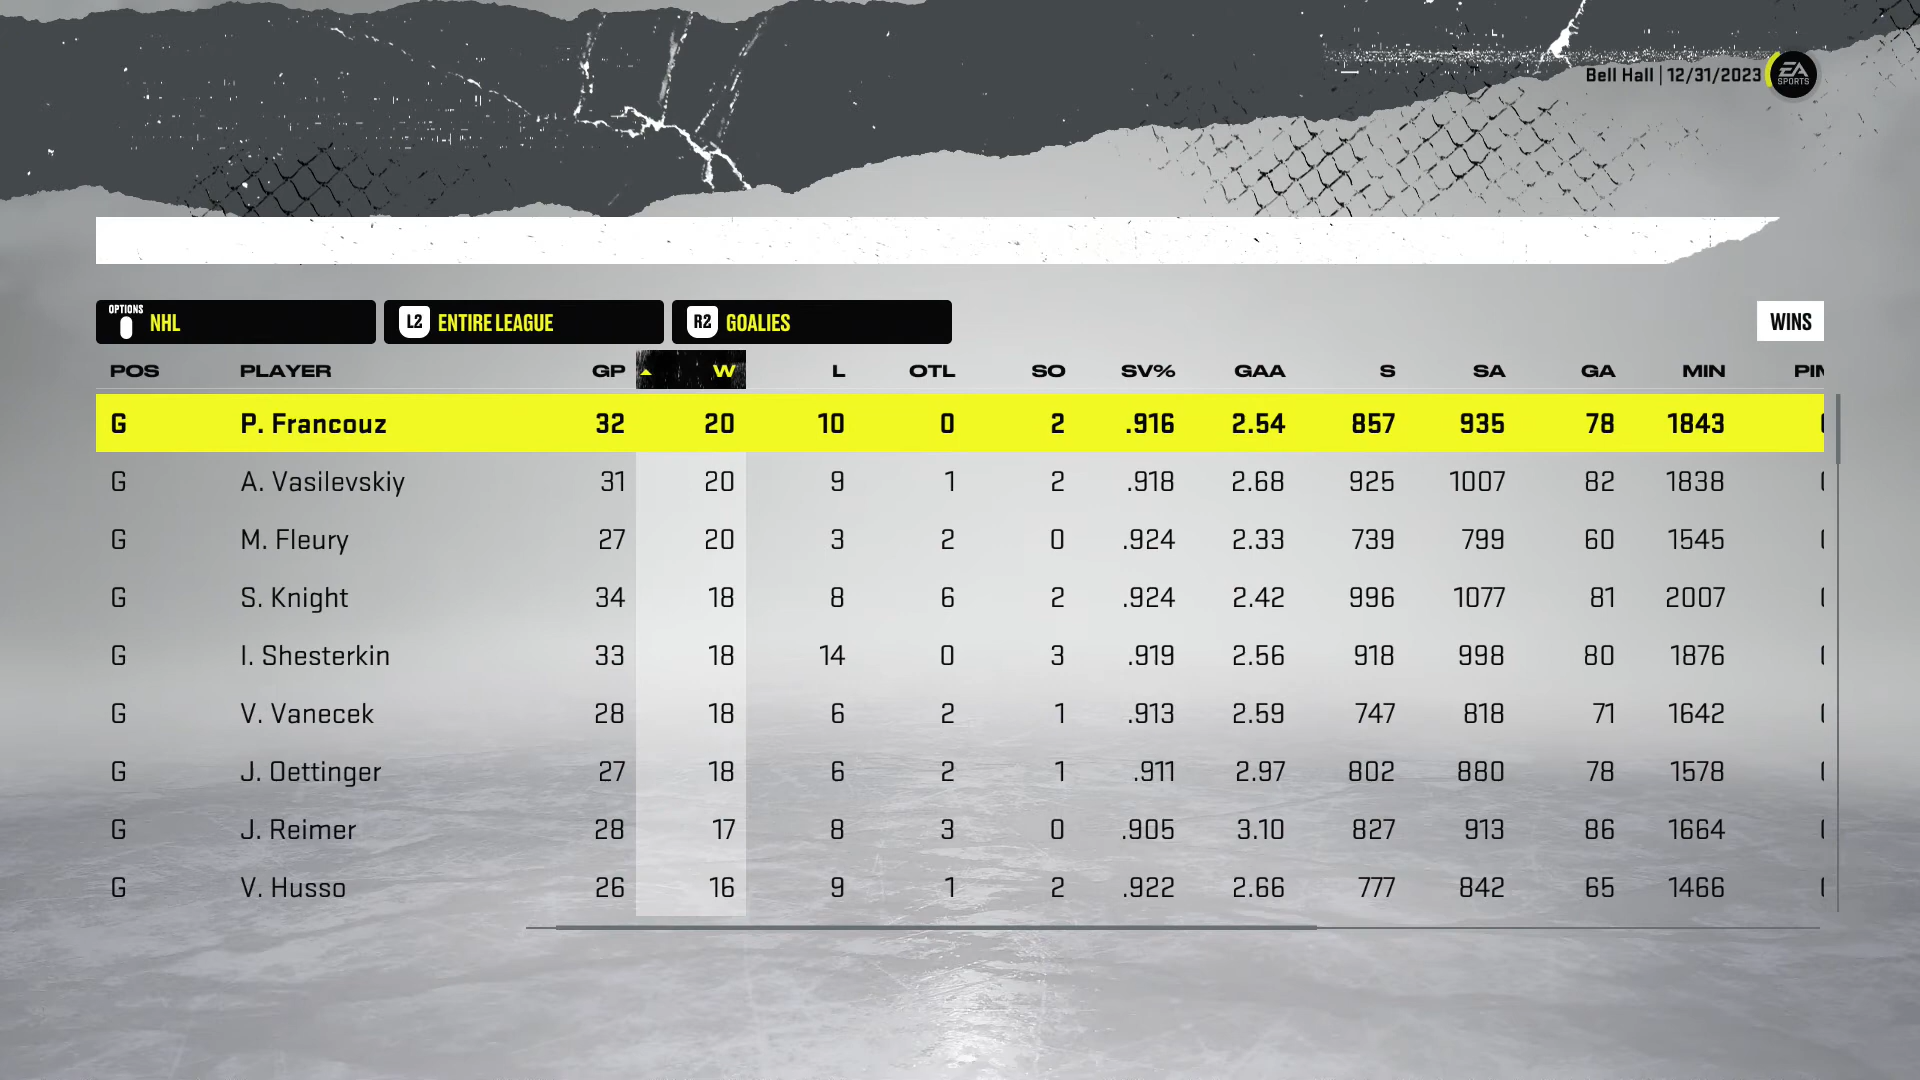 Bell Hall | 12/31/2023 EA SPORTS
OPTIONS NHL L2 ENTIRE LEAGUE R2 GOALIES WINS
POS PLAYER GP W L OTL SO SV% GAA S SA GA MIN
G P. Francouz 32 20 10 0 2 .916 2.54 857 935 78 1843
G A. Vasilevskiy 31 20 9 1 2 .918 2.68 925 1007 82 1838
G M. Fleury 27 20 3 2 0 .924 2.33 739 799 60 1545
G S. Knight 34 18 8 6 2 .924 2.42 996 1077 81 2007
G I. Shesterkin 33 18 14 0 3 .919 2.56 918 998 80 1876
G V. Vanecek 28 18 6 2 1 .913 2.59 747 818 71 1642
G J. Oettinger 27 18 6 2 1 .911 2.97 802 880 78 1578
G J. Reimer 28 17 8 3 0 .905 3.10 827 913 86 1664
G V. Husso 26 16 9 1 2 .922 2.66 777 842 65 1466